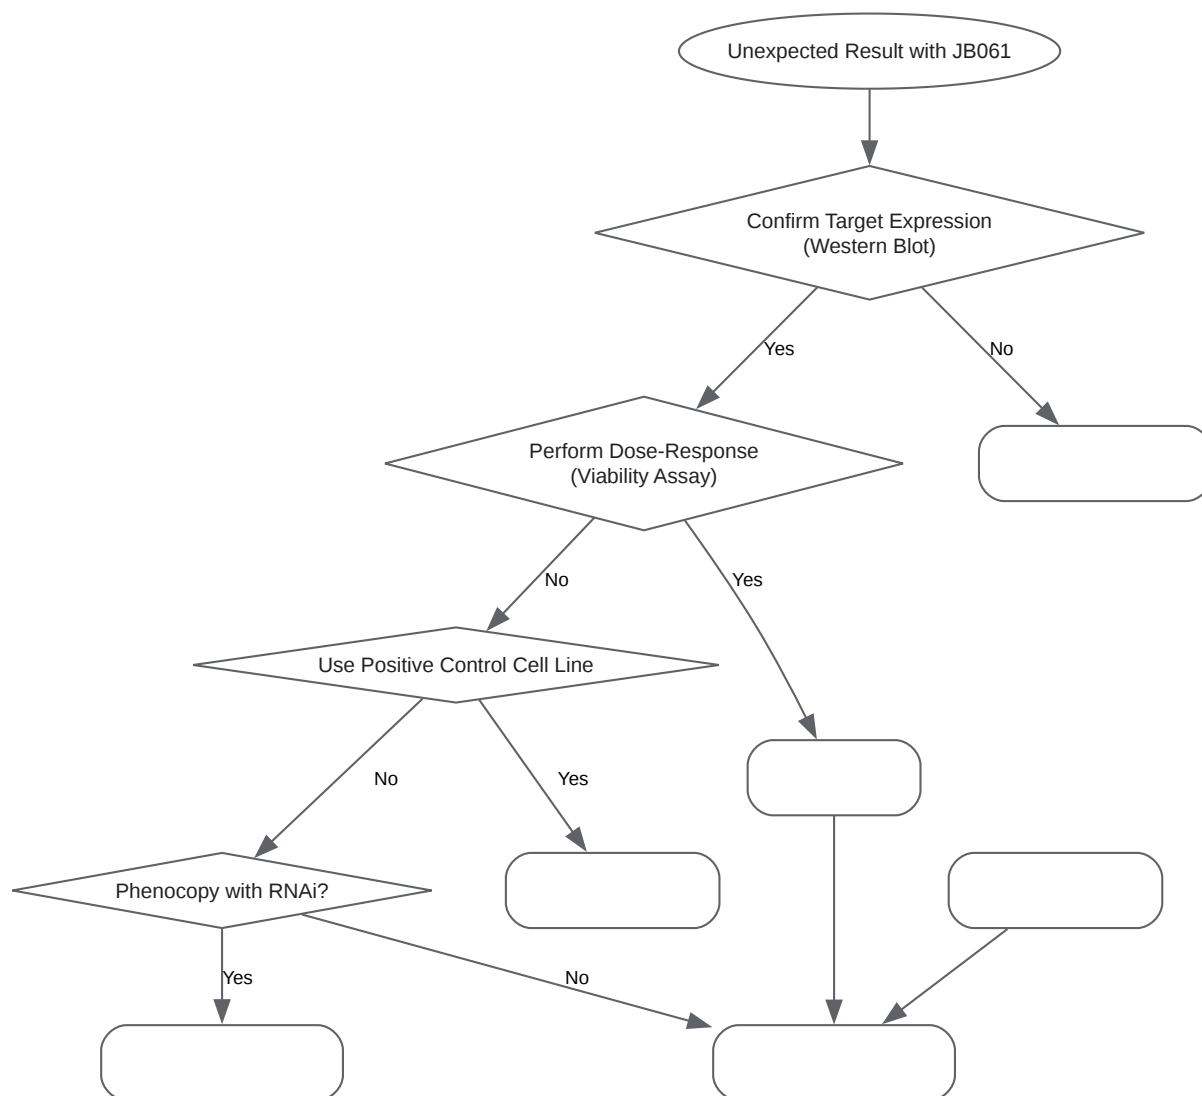 Unexpected Result with JB061
Confirm Target Expression
(Western Blot)
Yes
No
Perform Dose-Response
(Viability Assay)
No
Yes
Use Positive Control Cell Line
No
Yes
Phenocopy with RNAi?
Yes
No